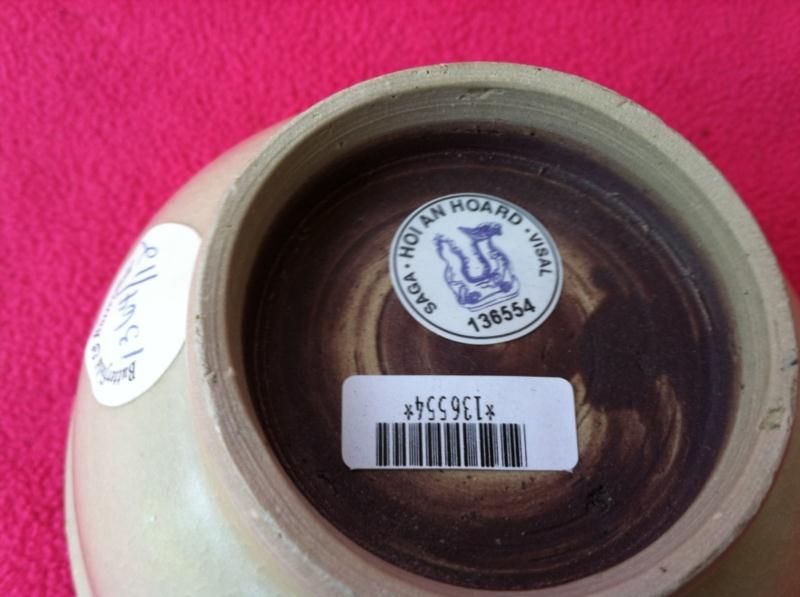 SAGA · HOI AN HOARD · VISAL
136554
*136554*